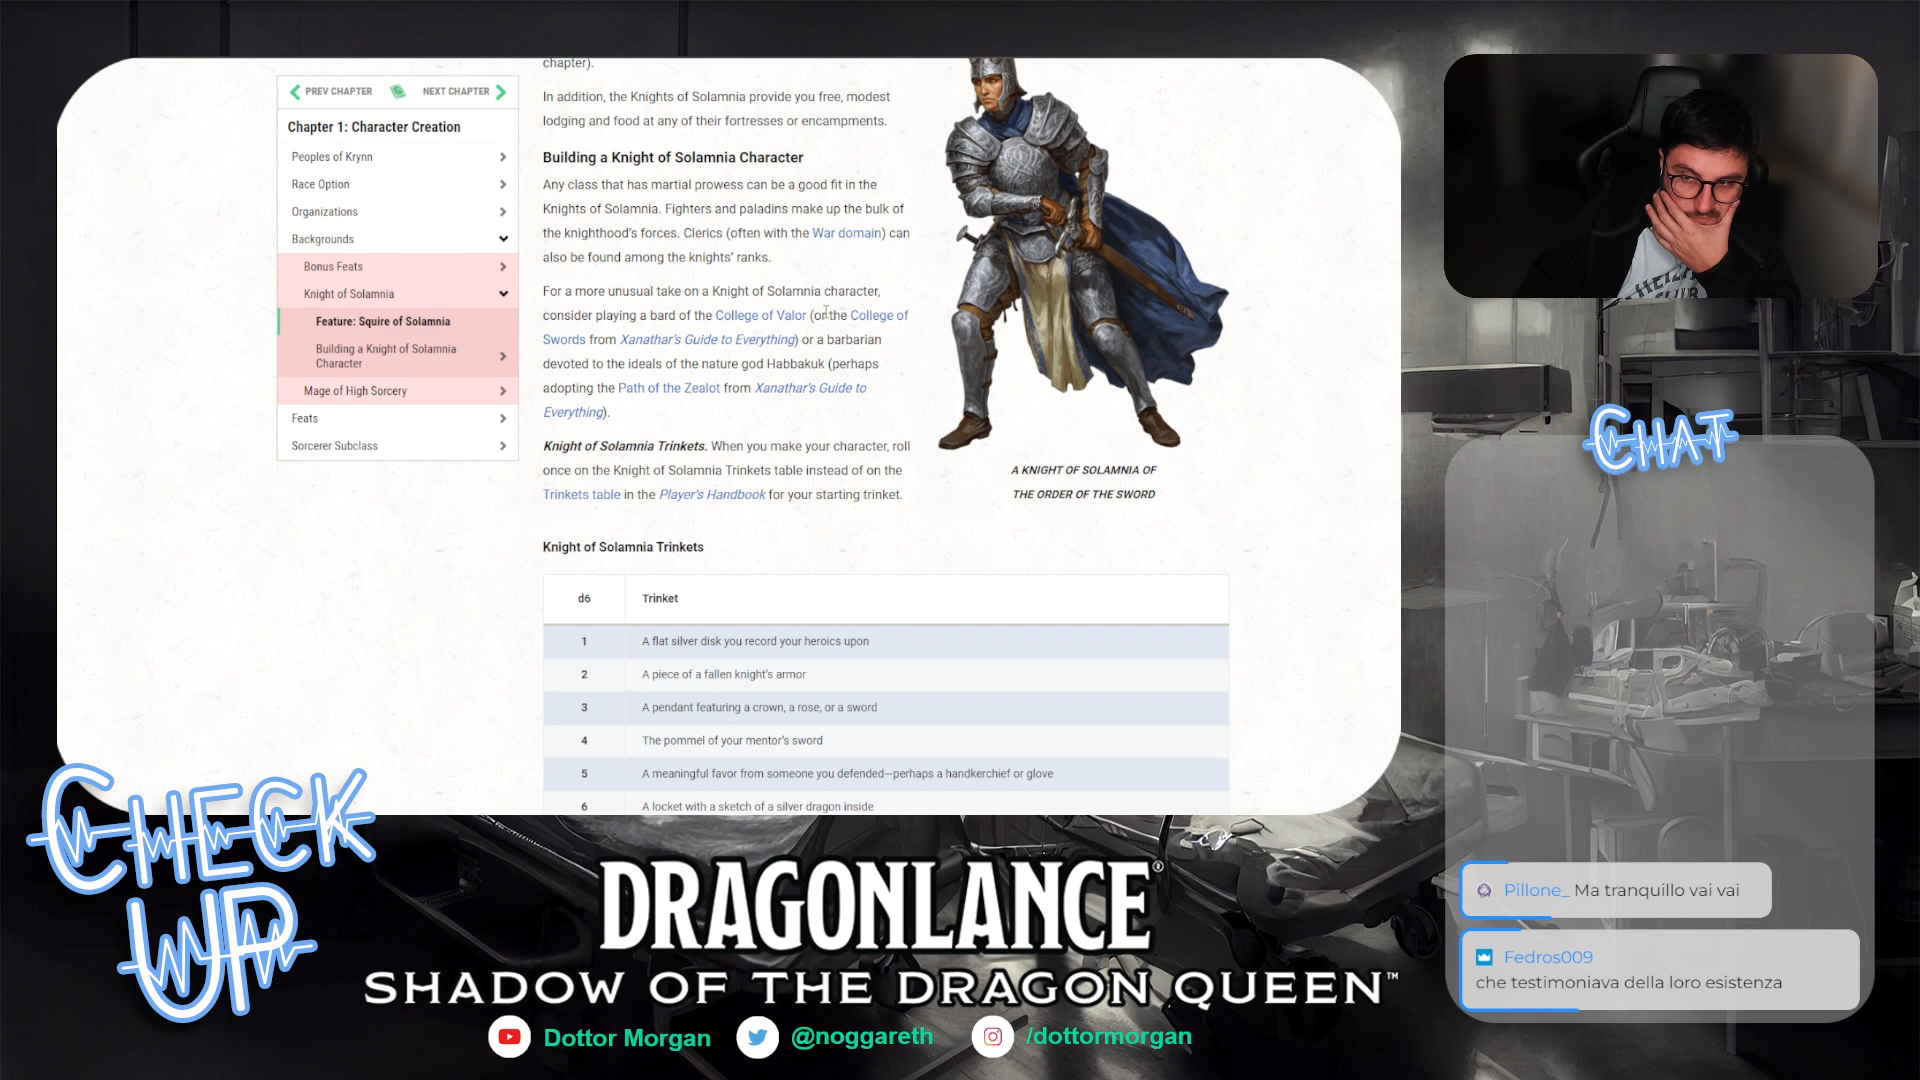 PREV CHAPTER
NEXT CHAPTER
Chapter 1: Character Creation
Peoples of Krynn
Race Option
Organizations
Backgrounds
Bonus Feats
Knight of Solamnia
Feature: Squire of Solamnia
Building a Knight of Solamnia
Character
Mage of High Sorcery
Feats
Sorcerer Subclass
chapter).
In addition, the Knights of Solamnia provide you free, modest
lodging and food at any of their fortresses or encampments.
Building a Knight of Solamnia Character
Any class that has martial prowess can be a good fit in the
Knights of Solamnia. Fighters and paladins make up the bulk of
the knighthood's forces. Clerics (often with the War domain) can
also be found among the knights' ranks.
For a more unusual take on a Knight of Solamnia character,
consider playing a bard of the College of Valor (or the College of
Swords from Xanathar's Guide to Everything) or a barbarian
devoted to the ideals of the nature god Habbakuk (perhaps
adopting the Path of the Zealot from Xanathar's Guide to
Everything).
Knight of Solamnia Trinkets. When you make your character, roll
once on the Knight of Solamnia Trinkets table instead of on the
Trinkets table in the Player's Handbook for your starting trinket.
A KNIGHT OF SOLAMNIA OF
THE ORDER OF THE SWORD
Knight of Solamnia Trinkets
d6 Trinket
1 A flat silver disk you record your heroics upon
2 A piece of a fallen knight's armor
3 A pendant featuring a crown, a rose, or a sword
4 The pommel of your mentor's sword
5 A meaningful favor from someone you defended—perhaps a handkerchief or glove
6 A locket with a sketch of a silver dragon inside
CHECK
UP
DRAGONLANCE®
SHADOW OF THE DRAGON QUEEN™
Dottor Morgan
@noggareth
/dottormorgan
CHAT
Pillone_ Ma tranquillo vai vai
Fedros009
che testimoniava della loro esistenza